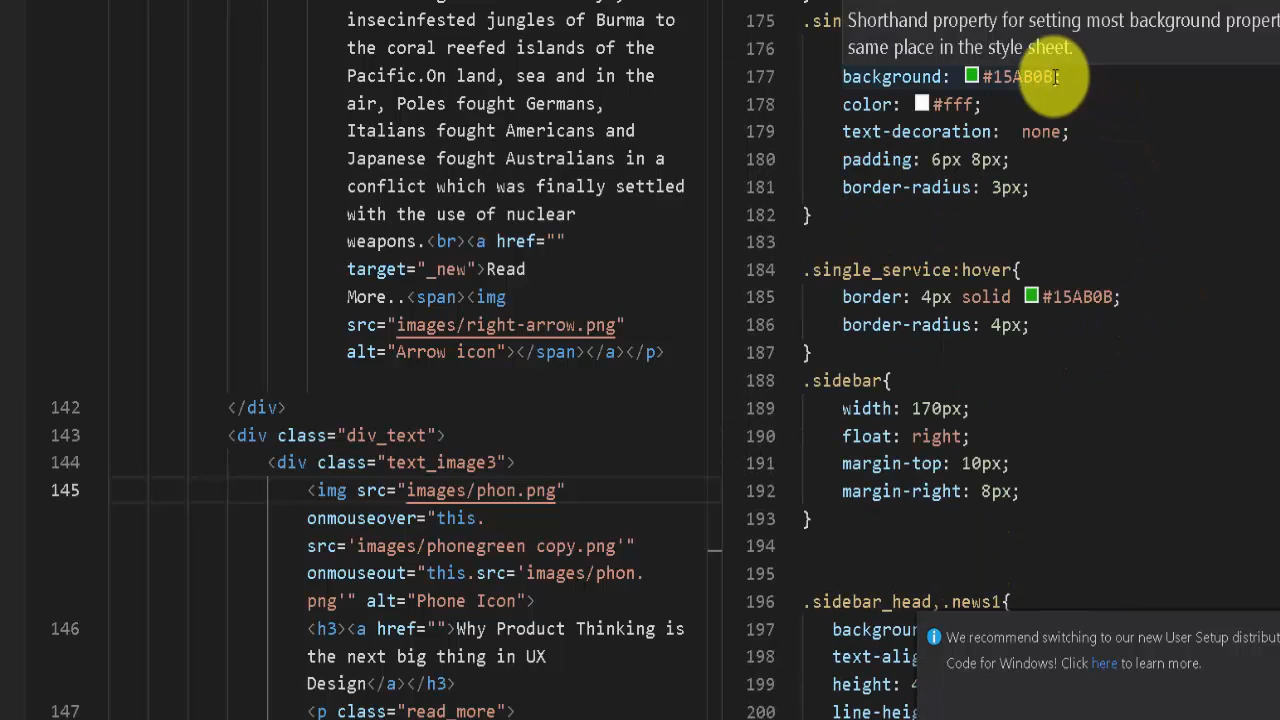 insecinfested jungles of Burma to
the coral reefed islands of the
Pacific.On land, sea and in the
air, Poles fought Germans,
Italians fought Americans and
Japanese fought Australians in a
conflict which was finally settled
with the use of nuclear
weapons.<br><a href=""
target="_new">Read
More..<span><img
src="images/right-arrow.png"
alt="Arrow icon"></span></a></p>
142 </div>
143 <div class="div_text">
144 <div class="text_image3">
145 <img src="images/phon.png"
onmouseover="this.
src='images/phonegreen copy.png'"
onmouseout="this.src='images/phon.
png'" alt="Phone Icon">
146 <h3><a href="">Why Product Thinking is
the next big thing in UX
Design</a></h3>
147 <p class="read_more">
Shorthand property for setting most background propert
same place in the style sheet.
175 .sin
176
177 background: #15AB0B;
178 color: #fff;
179 text-decoration: none;
180 padding: 6px 8px;
181 border-radius: 3px;
182 }
183
184 .single_service:hover{
185 border: 4px solid #15AB0B;
186 border-radius: 4px;
187 }
188 .sidebar{
189 width: 170px;
190 float: right;
191 margin-top: 10px;
192 margin-right: 8px;
193 }
194
195
196 .sidebar_head,.news1{
197 backgroun
198 text-alig
199 height: 4
200 line-heig
We recommend switching to our new User Setup distribut
Code for Windows! Click here to learn more.